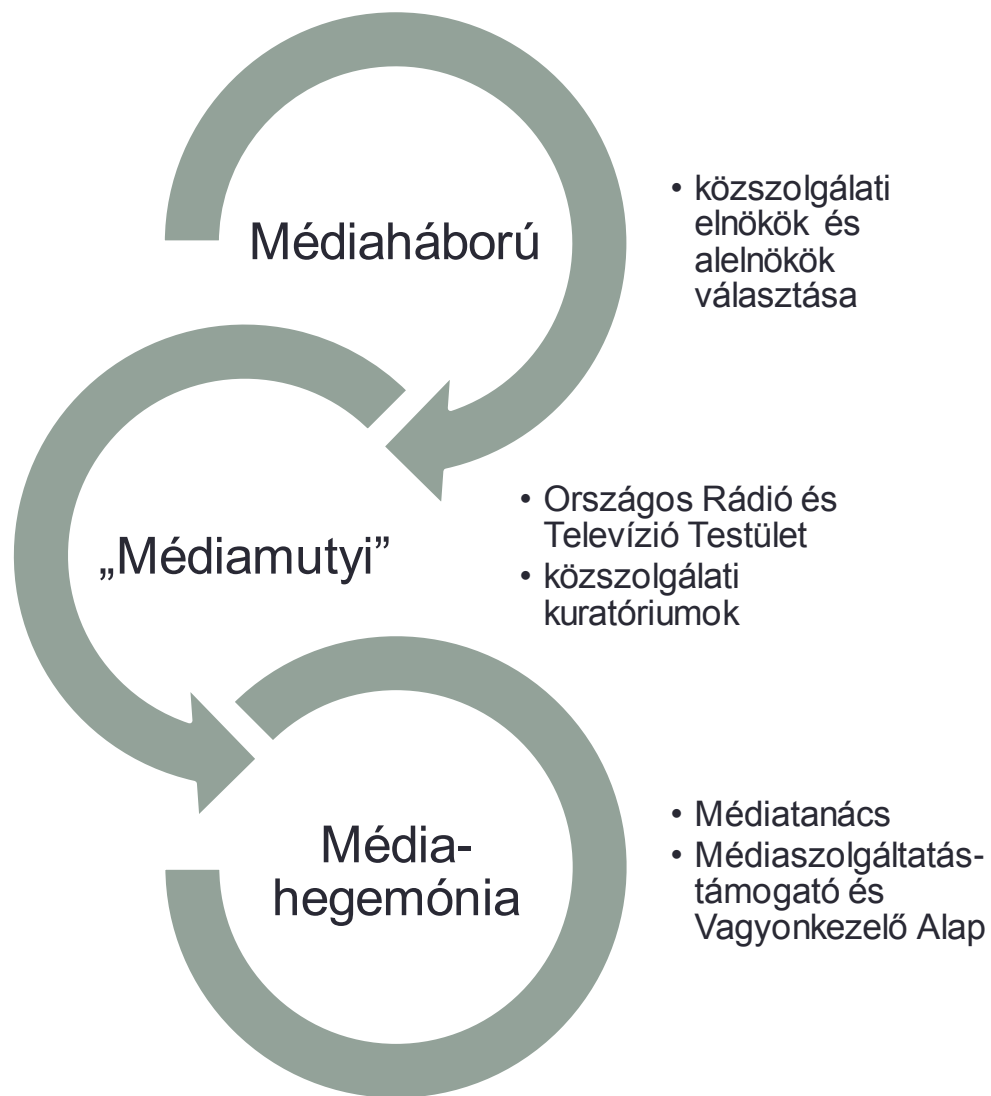 Médiaháború
• közszolgálati
elnökök és
alelnökök
választása
„Médiamutyi”
• Országos Rádió és
Televízió Testület
• közszolgálati
kuratóriumok
Média-
hegemónia
• Médiatanács
• Médiaszolgáltatás-
támogató és
Vagyonkezelő Alap